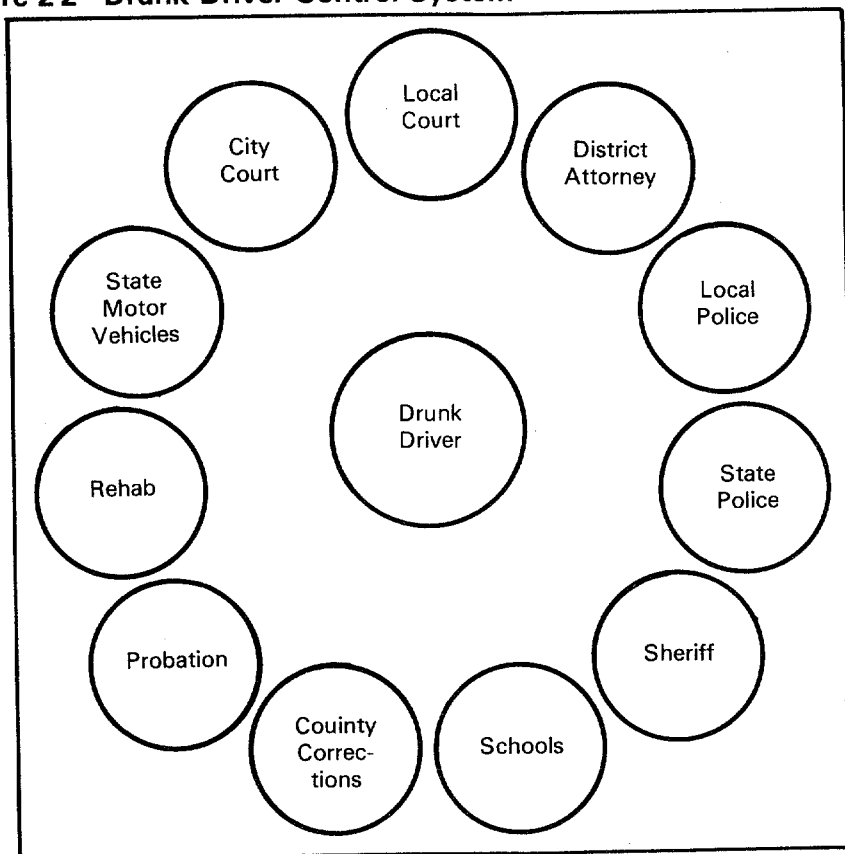 re 2-2 Drunk Driver Control System
Local
Court
City
Court
District
Attorney
State
Motor
Vehicles
Local
Police
Drunk
Driver
Rehab
State
Police
Probation
Sheriff
Couinty
Correc-
tions
Schools